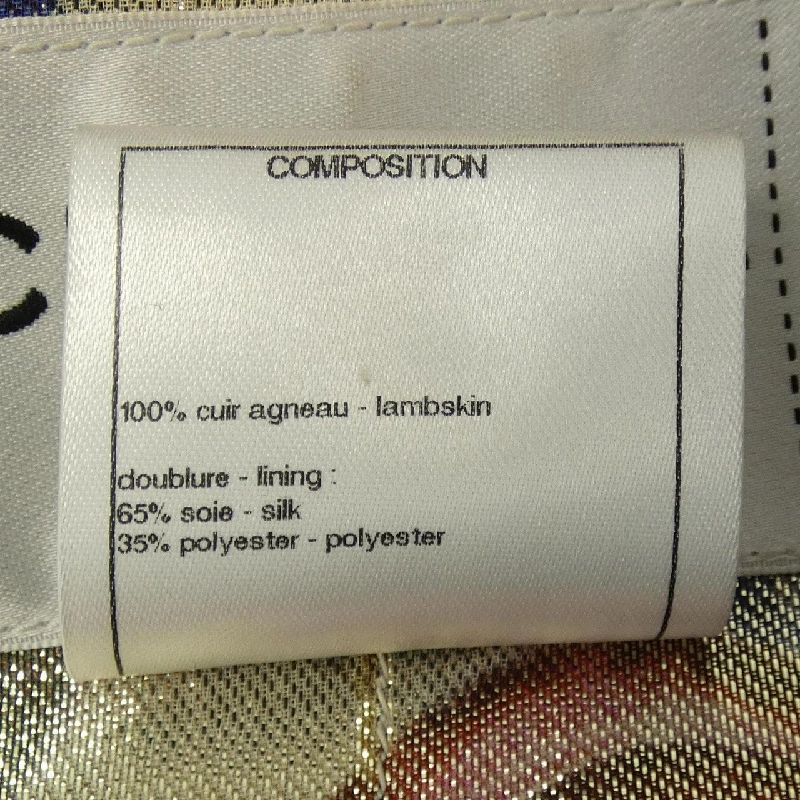 COMPOSITION
100% cuir agneau - lambskin
doublure - lining :
65% soie - silk
35% polyester - polyester